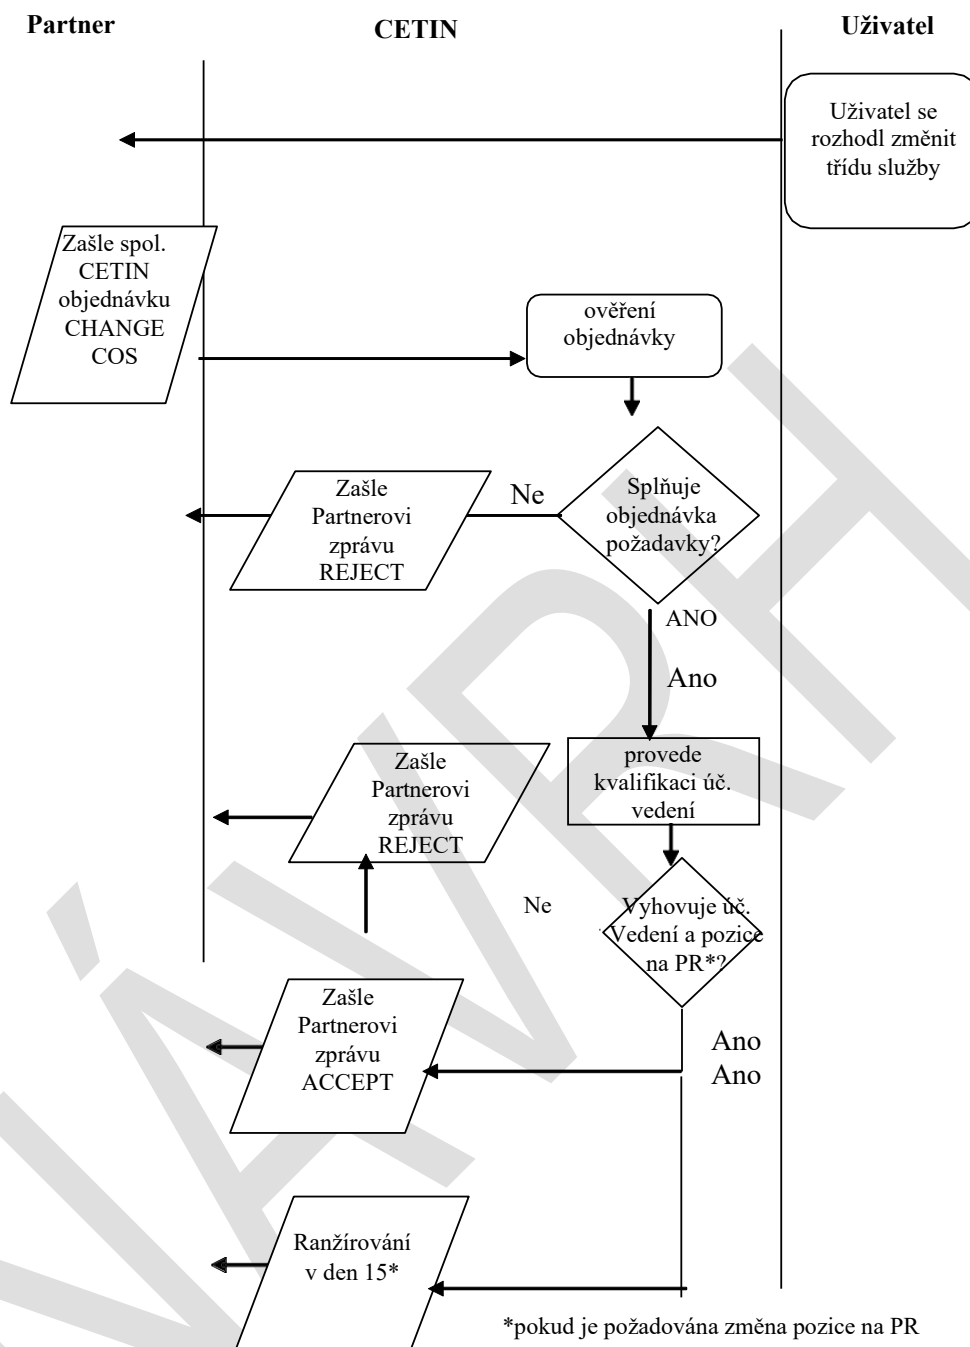 Partner
CETIN
Uživatel
Uživatel se
rozhodl změnit
třídu služby
Zašle spol.
CETIN
objednávku
CHANGE
COS
ověření
objednávky
Splňuje
objednávka
požadavky?
Ne
Zašle
Partnerovi
zprávu
REJECT
ANO
Ano
provede
kvalifikaci úč.
vedení
Zašle
Partnerovi
zprávu
REJECT
Ne
Vyhovuje úč.
Vedení a pozice
na PR*?
Zašle
Partnerovi
zprávu
ACCEPT
Ano
Ano
Ranžírování
v den 15*
*pokud je požadována změna pozice na PR
NÁVRH